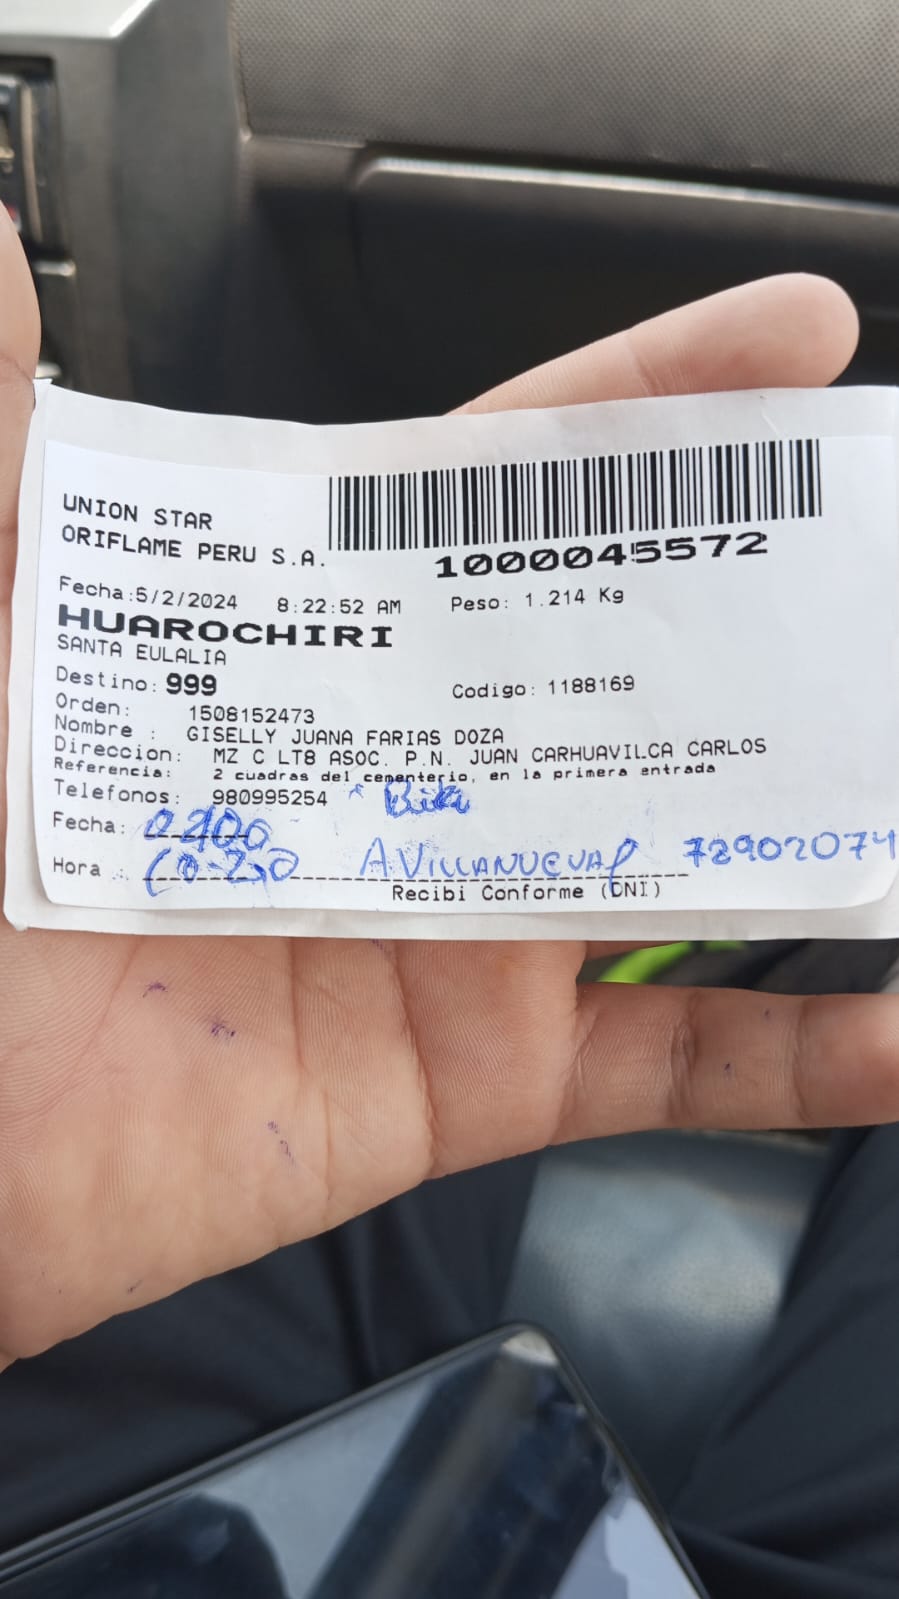 UNION STAR
ORIFLAME PERU S.A.
1000045572
Fecha:5/2/2024 8:22:52 AM Peso: 1.214 Kg
HUAROCHIRI
SANTA EULALIA
Destino: 999 Codigo: 1188169
Orden: 1508152473
Nombre : GISELLY JUANA FARIAS DOZA
Direccion: MZ C LT8 ASOC. P.N. JUAN CARHUAVILCA CARLOS
Referencia: 2 cuadras del cementerio, en la primera entrada
Telefonos: 980995254
Fecha:
Hora : A VILLANUEVA 72902074
Recibi Conforme (DNI)